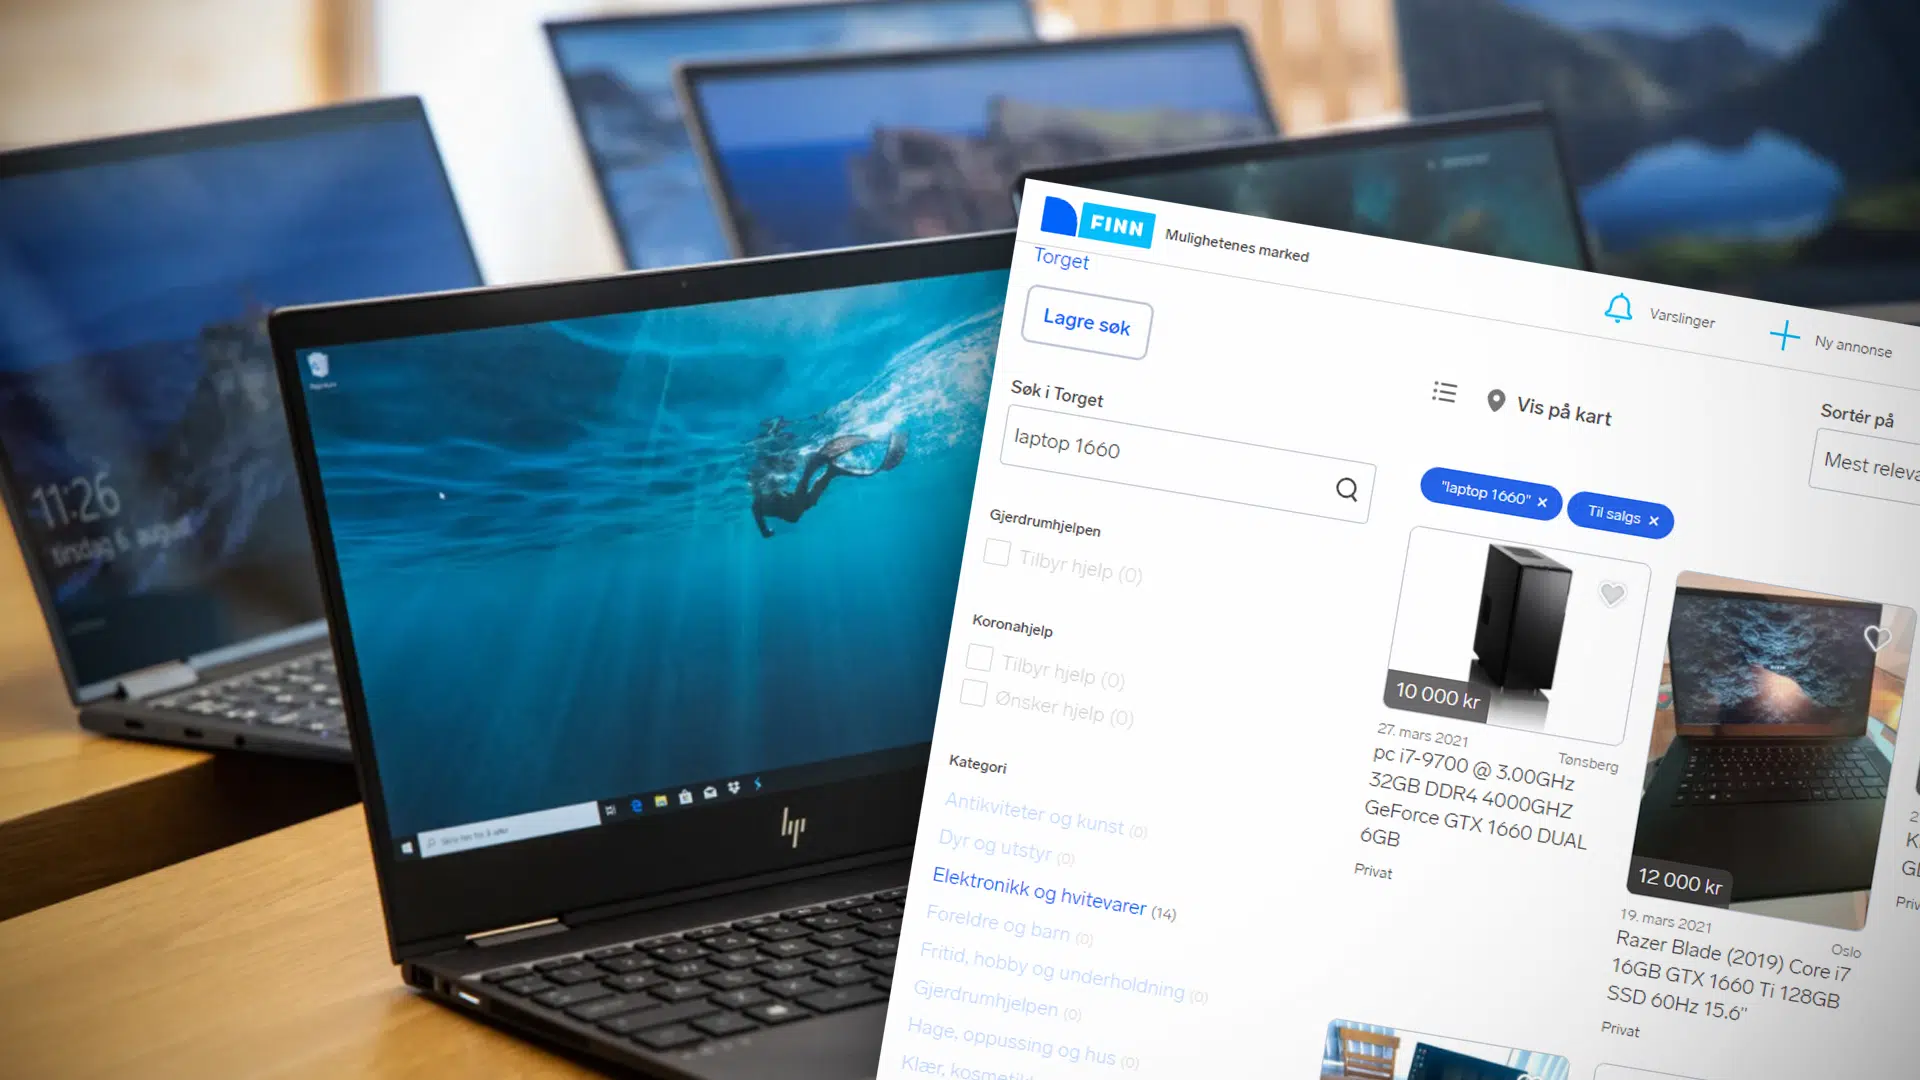 11:26
tirsdag 6. august
hp
FINN
Mulighetenes marked
Varslinger
Ny annonse
Torget
Lagre søk
Søk i Torget
laptop 1660
Vis på kart
Sortér på
Mest releva
"laptop 1660" ×
Til salgs ×
Gjerdrumhjelpen
Tilbyr hjelp (0)
Koronahjelp
Tilbyr hjelp (0)
Ønsker hjelp (0)
Kategori
Antikviteter og kunst (0)
Dyr og utstyr (0)
Elektronikk og hvitevarer (14)
Foreldre og barn (0)
Fritid, hobby og underholdning (0)
Gjerdrumhjelpen (0)
Hage, oppussing og hus (0)
Klær, kosmetik
10 000 kr
27. mars 2021
Tønsberg
pc i7-9700 @ 3.00GHz
32GB DDR4 4000GHZ
GeForce GTX 1660 DUAL
6GB
Privat
12 000 kr
19. mars 2021
Oslo
Razer Blade (2019) Core i7
16GB GTX 1660 Ti 128GB
SSD 60Hz 15.6"
Privat